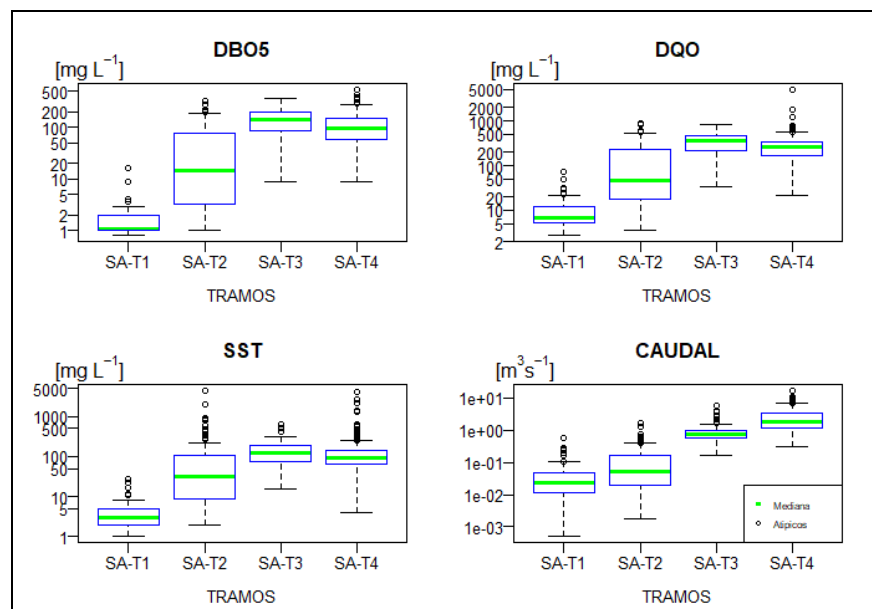 DBO5
[mg L⁻¹]
500
200
100
50
20
10
5
2
1
SA-T1 SA-T2 SA-T3 SA-T4
TRAMOS
DQO
[mg L⁻¹]
5000
2000
1000
500
200
100
50
20
10
5
2
SA-T1 SA-T2 SA-T3 SA-T4
TRAMOS
SST
[mg L⁻¹]
5000
1000
500
100
50
10
5
1
SA-T1 SA-T2 SA-T3 SA-T4
TRAMOS
CAUDAL
[m³s⁻¹]
1e+01
1e+00
1e-01
1e-02
1e-03
Mediana
Atipicos
SA-T1 SA-T2 SA-T3 SA-T4
TRAMOS